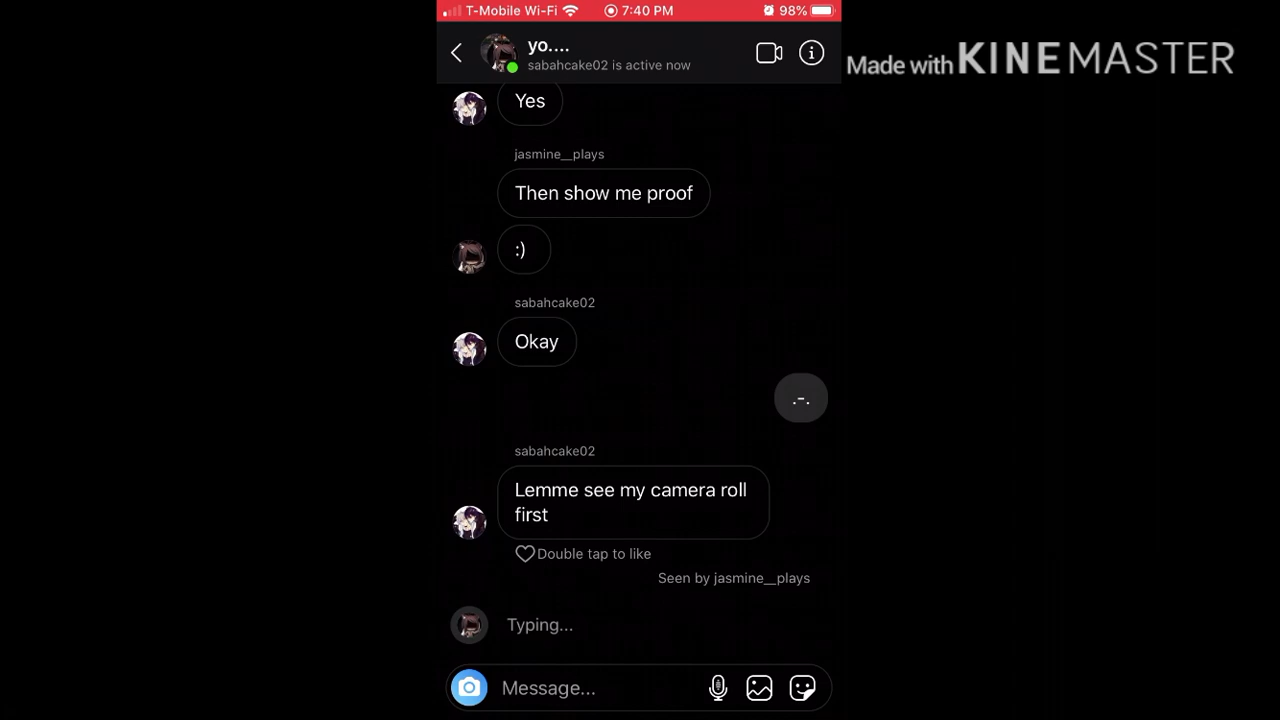 T-Mobile Wi-Fi 7:40 PM 98%
yo....
sabahcake02 is active now
Made with KINEMASTER
Yes
jasmine__plays
Then show me proof
:)
sabahcake02
Okay
.-.
sabahcake02
Lemme see my camera roll
first
Double tap to like
Seen by jasmine__plays
Typing...
Message...